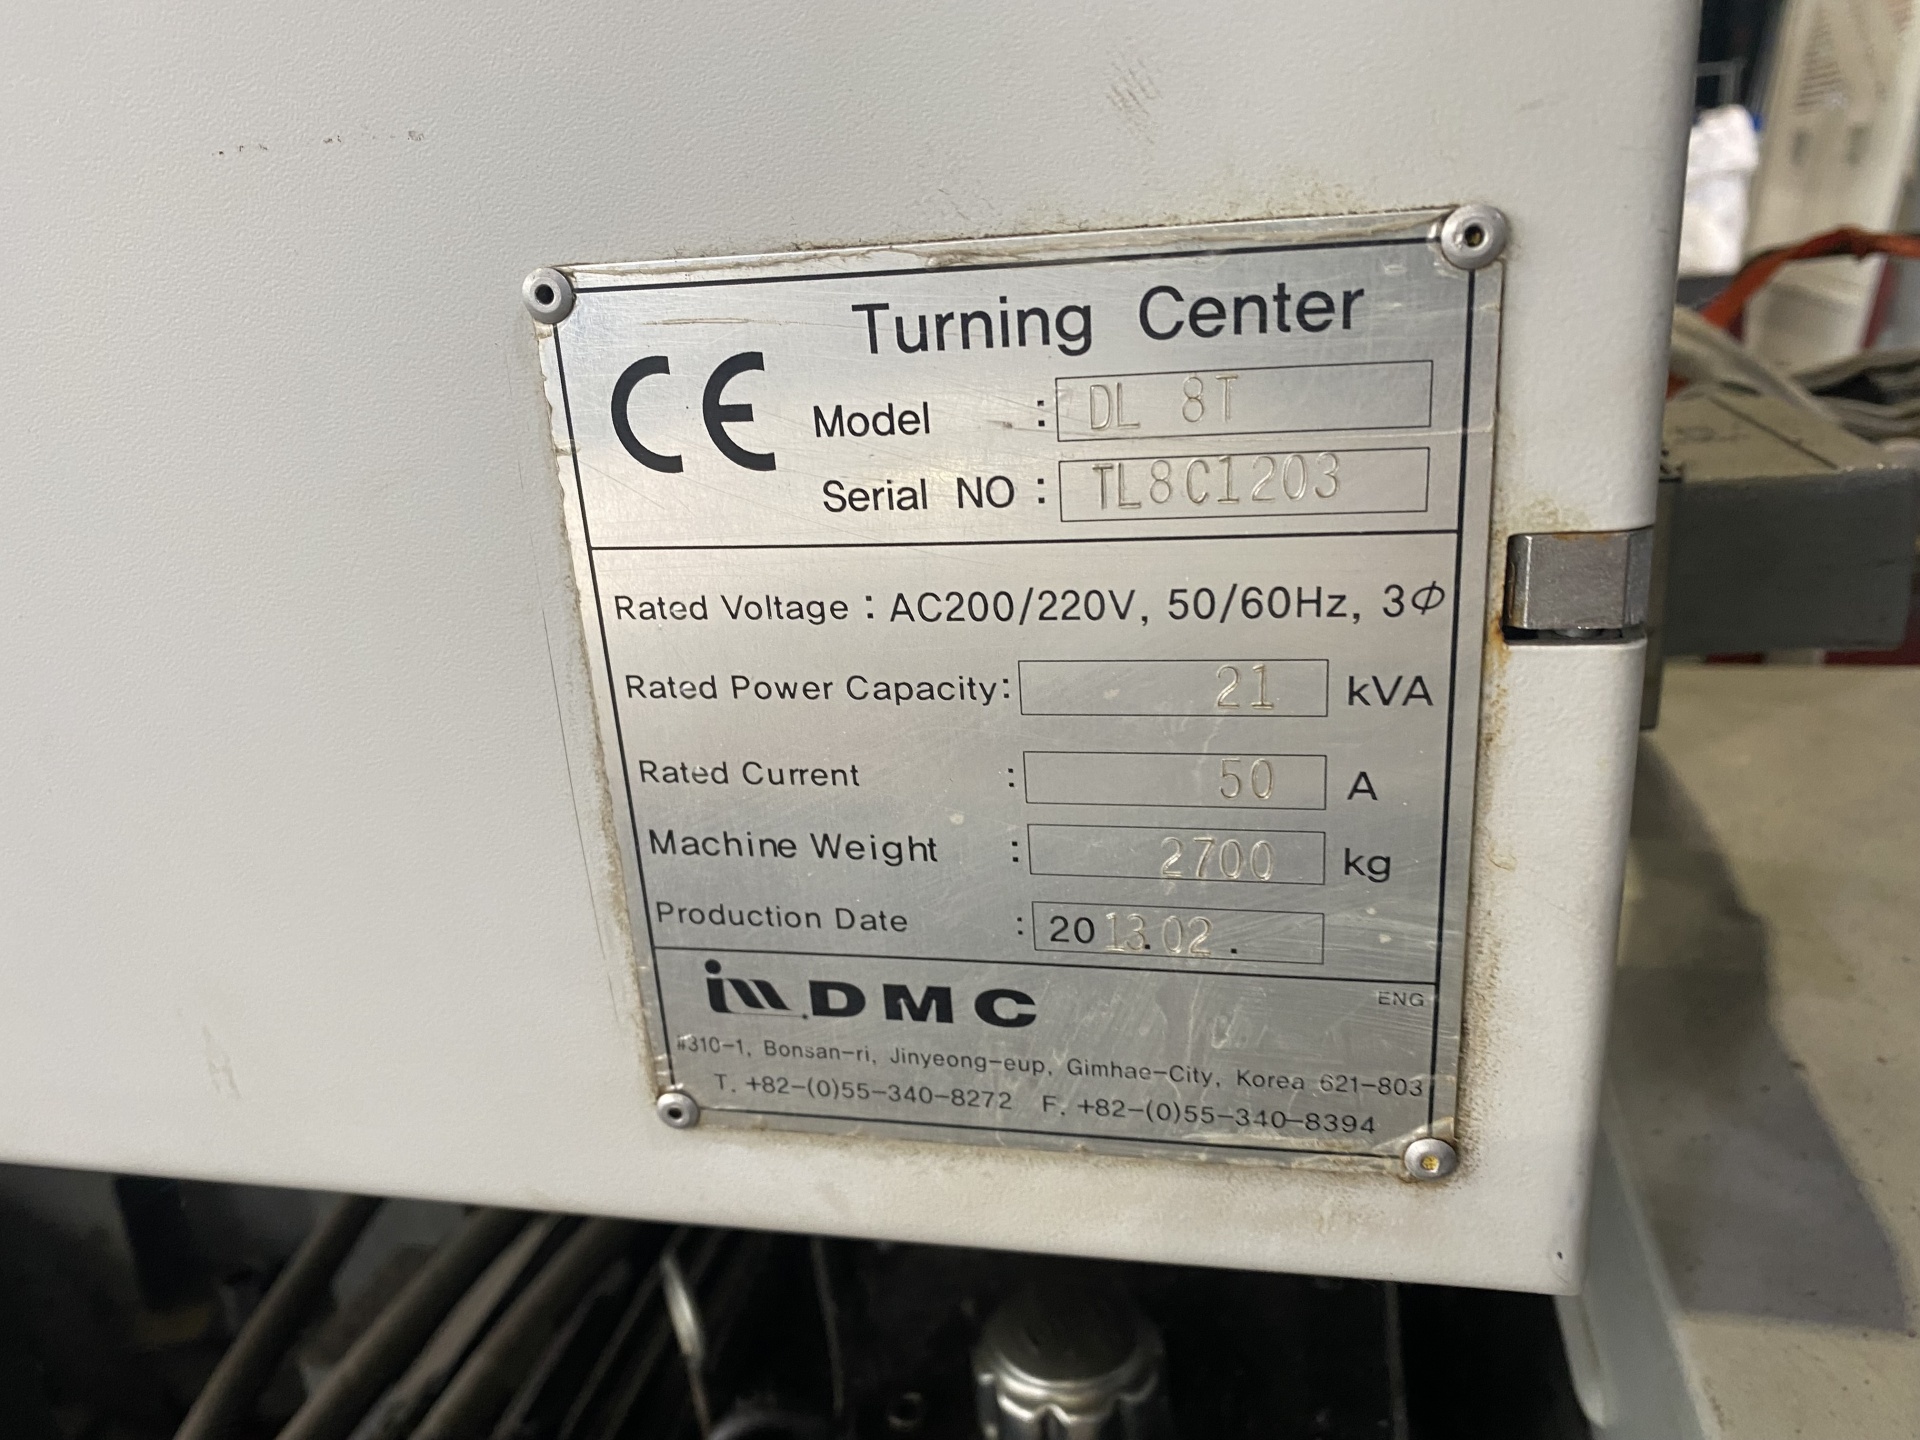 Turning Center
CE
Model : DL 8T
Serial NO : TL8C1203
Rated Voltage : AC200/220V, 50/60Hz, 3Φ
Rated Power Capacity: 21 kVA
Rated Current : 50 A
Machine Weight : 2700 kg
Production Date : 2013.02 .
DMC
ENG
#310-1, Bonsan-ri, Jinyeong-eup, Gimhae-City, Korea 621-803
T. +82-(0)55-340-8272 F. +82-(0)55-340-8394